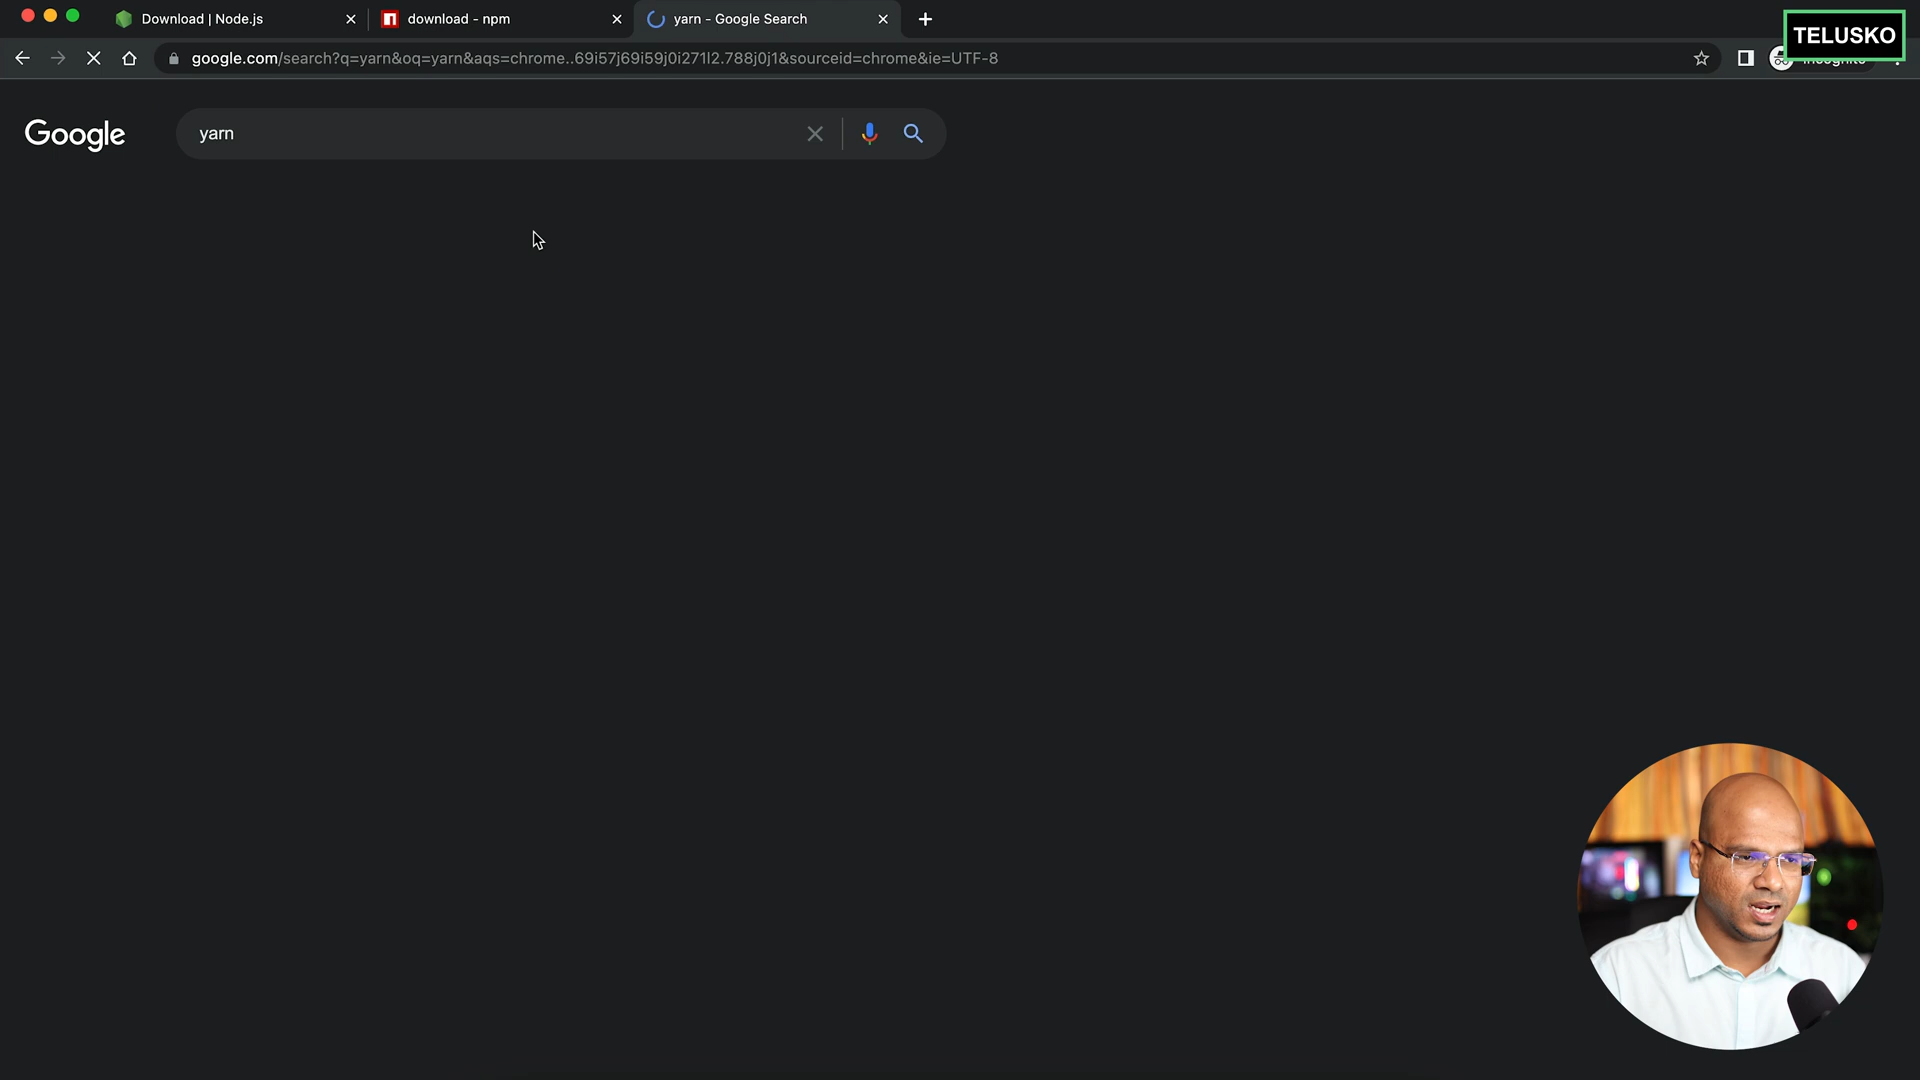 Download | Node.js
download - npm
yarn - Google Search
TELUSKO
google.com/search?q=yarn&oq=yarn&aqs=chrome..69i57j69i59j0i271l2.788j0j1&sourceid=chrome&ie=UTF-8
Incognito
Google
yarn